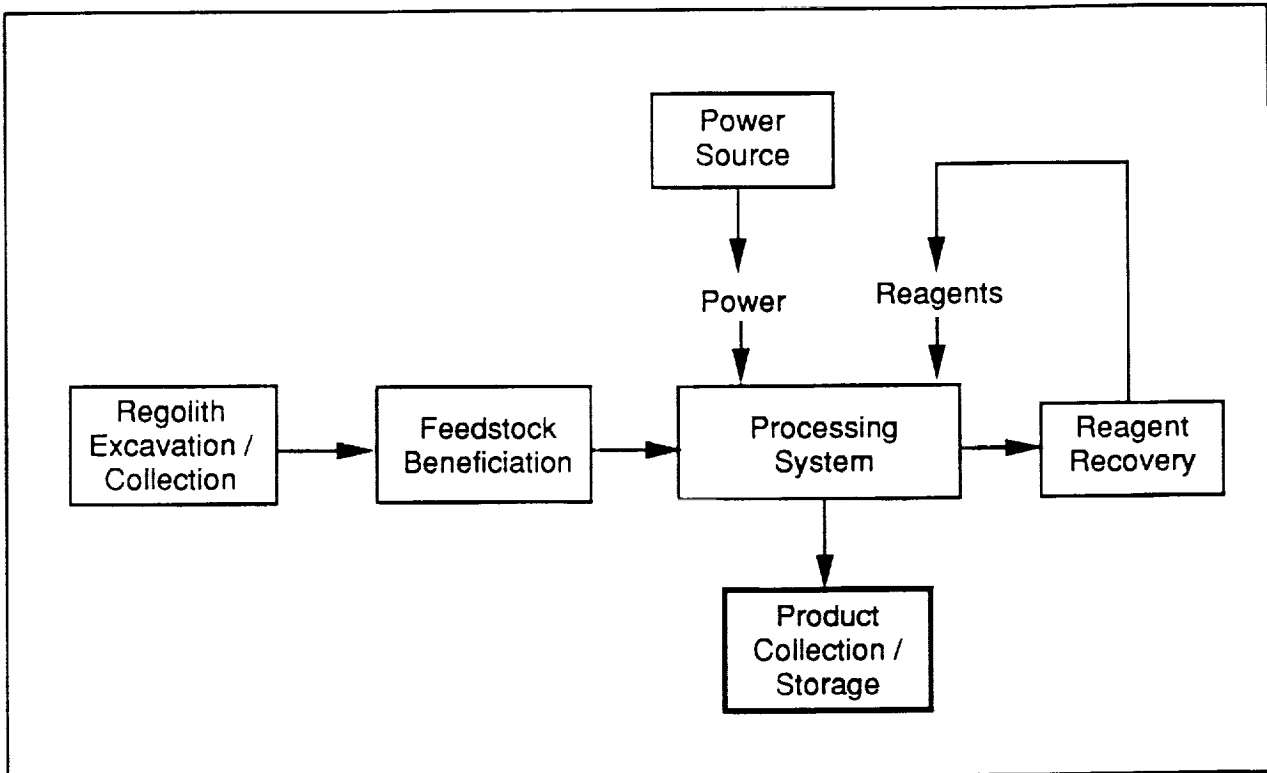 Power
Source
Power
Reagents
Regolith
Excavation /
Collection
Feedstock
Beneficiation
Processing
System
Reagent
Recovery
Product
Collection /
Storage